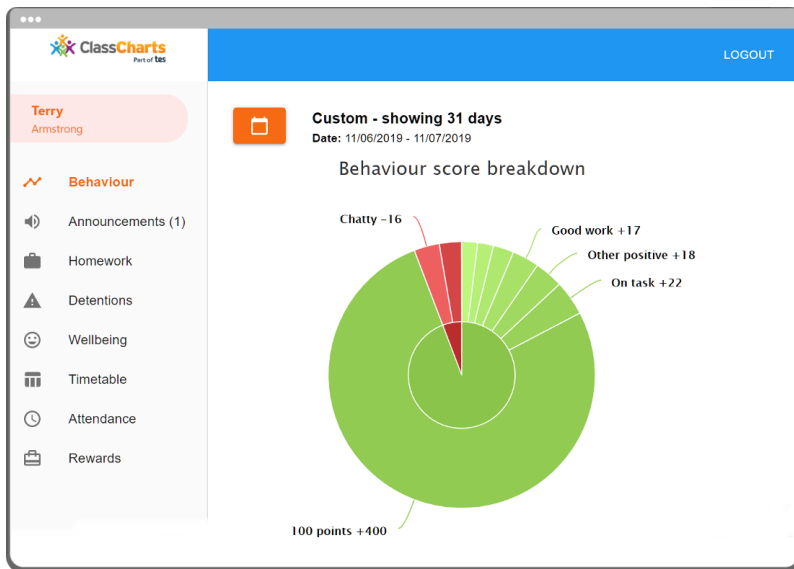 ClassCharts
Part of tes
LOGOUT
Terry
Armstrong
Behaviour
Announcements (1)
Homework
Detentions
Wellbeing
Timetable
Attendance
Rewards
Custom - showing 31 days
Date: 11/06/2019 - 11/07/2019
Behaviour score breakdown
Chatty -16
Good work +17
Other positive +18
On task +22
100 points +400